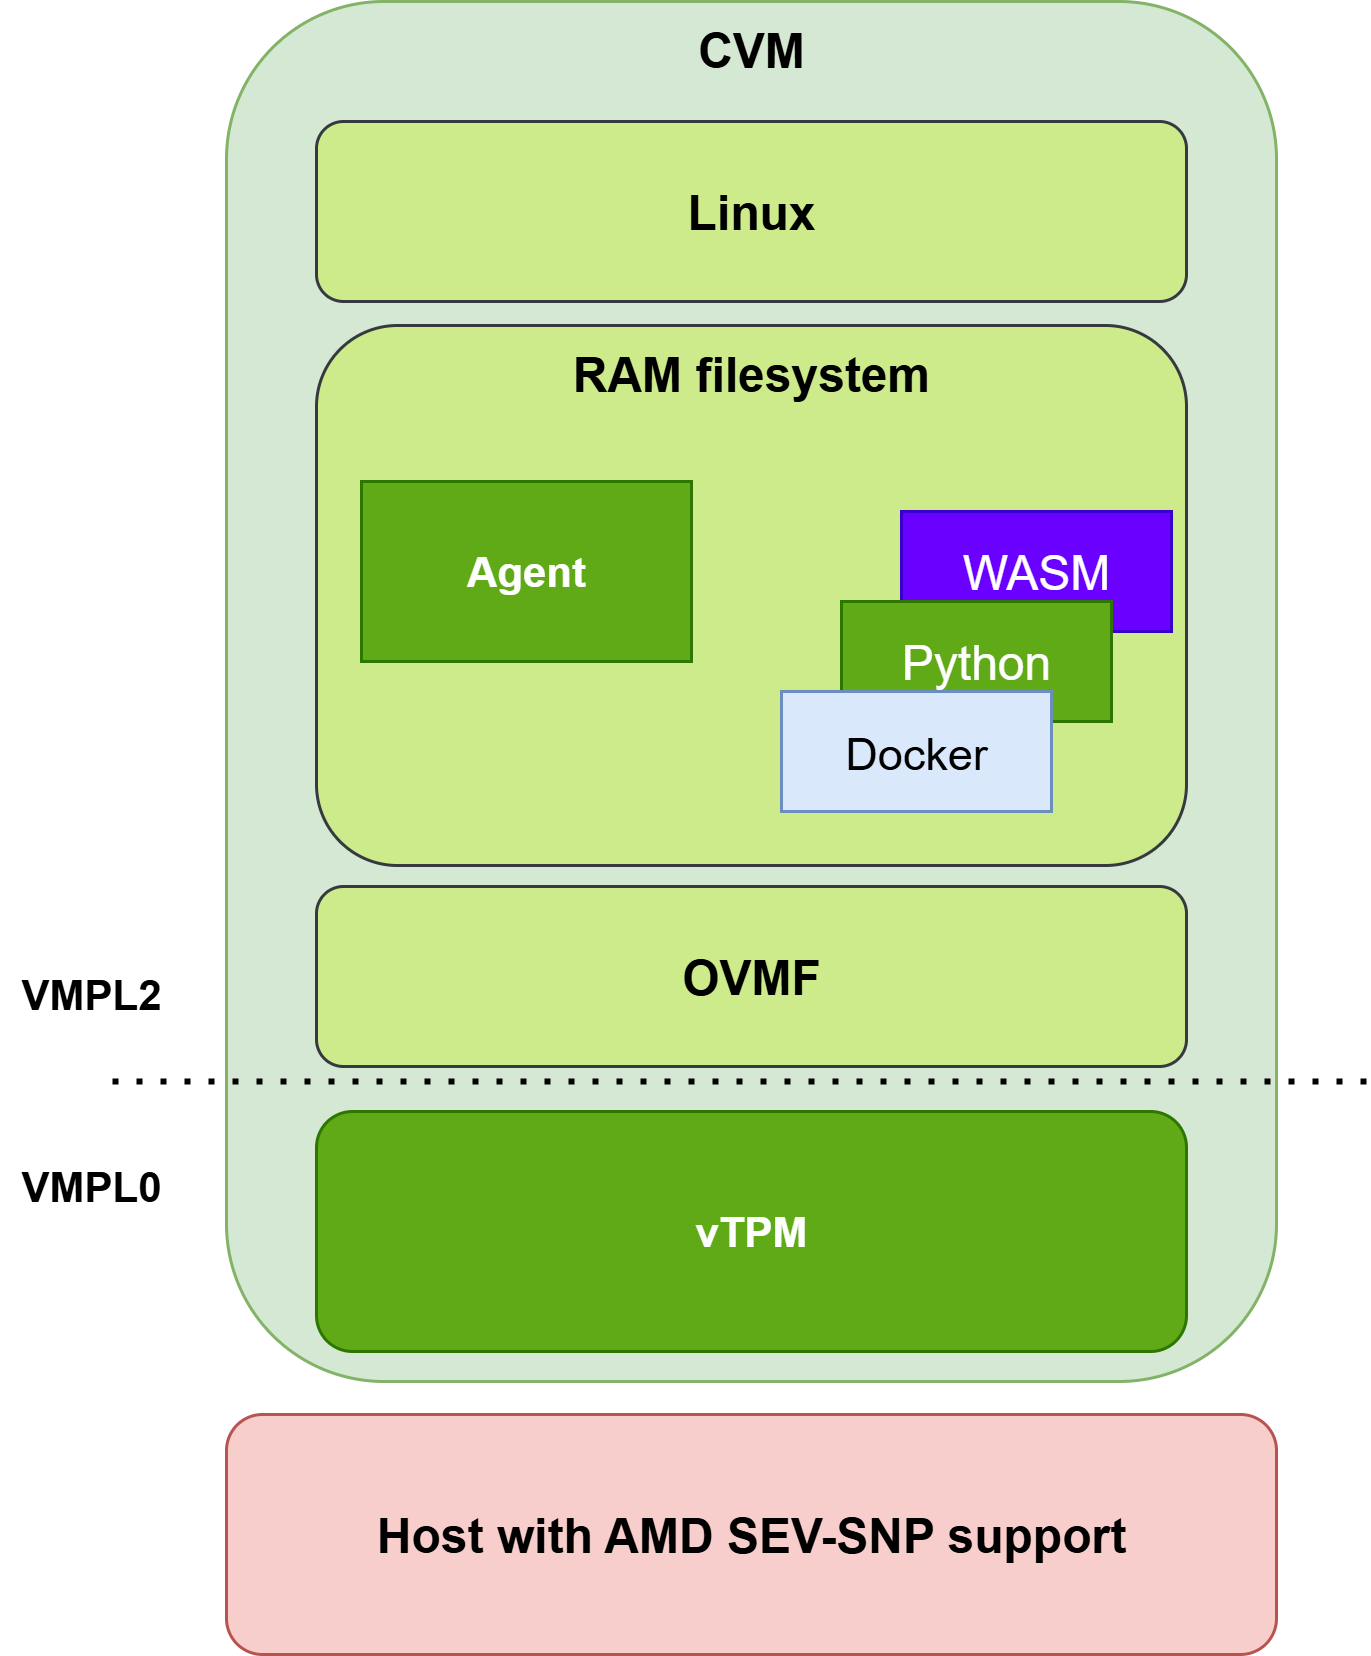 CVM
Linux
RAM filesystem
Agent
WASM
Python
Docker
OVMF
VMPL2
VMPL0
vTPM
Host with AMD SEV-SNP support